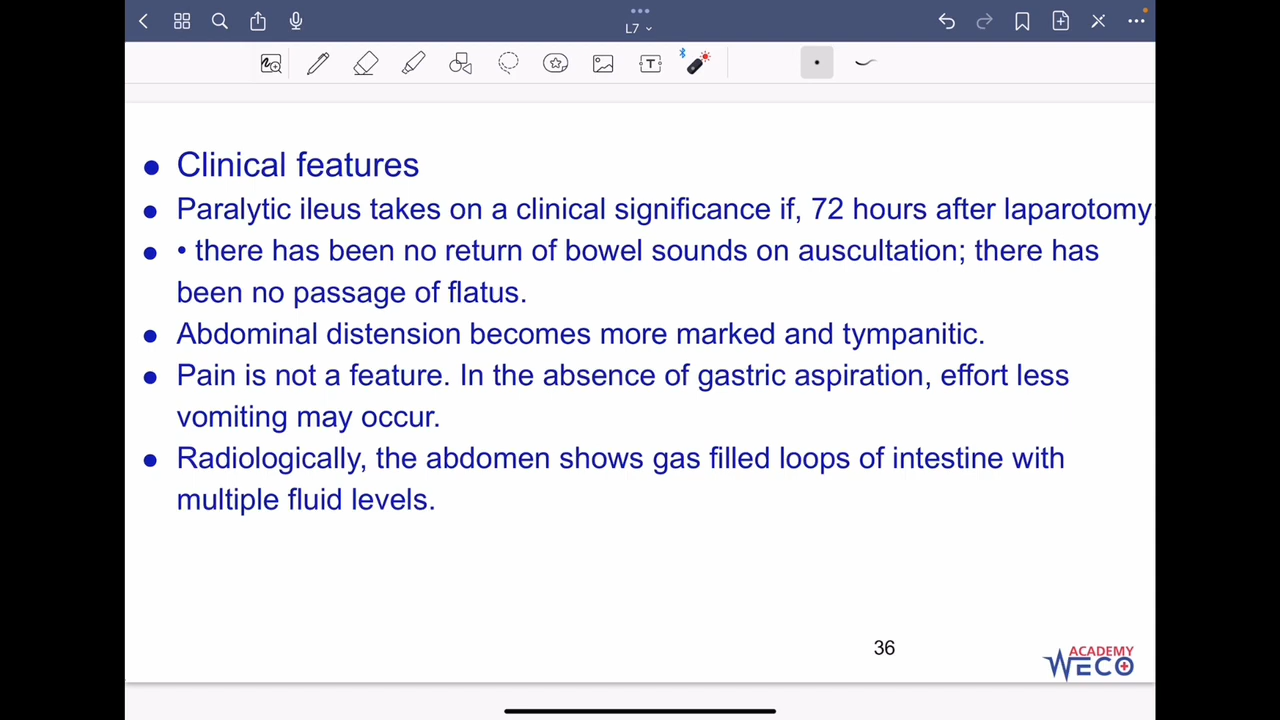 L7
● Clinical features
● Paralytic ileus takes on a clinical significance if, 72 hours after laparotomy:
● • there has been no return of bowel sounds on auscultation; there has
been no passage of flatus.
● Abdominal distension becomes more marked and tympanitic.
● Pain is not a feature. In the absence of gastric aspiration, effort less
vomiting may occur.
● Radiologically, the abdomen shows gas filled loops of intestine with
multiple fluid levels.
36
ACADEMY
WECO